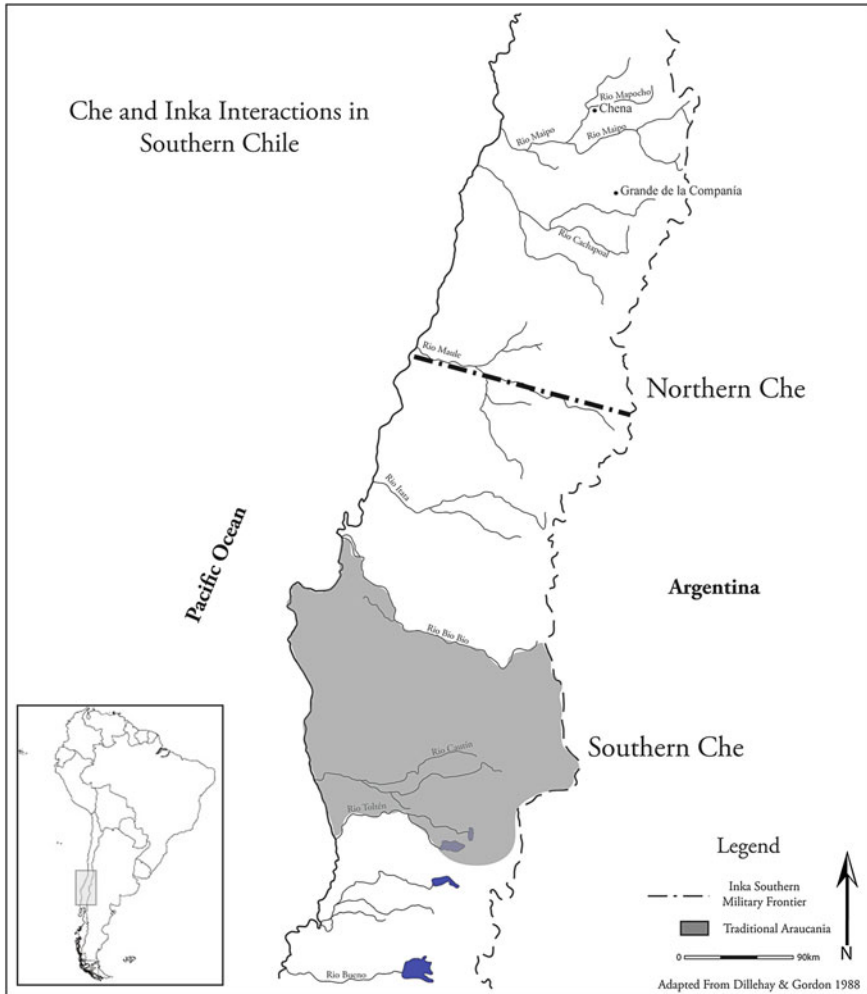 Che and Inka Interactions in
Southern Chile
Rio Mapocho
Chena
Rio Maipo
Rio Maipo
Grande de la Compania
Rio Cachapoal
Rio Maule
Northern Che
Rio Itata
Pacific Ocean
Argentina
Rio Bio Bio
Southern Che
Rio Cautin
Rio Toltén
Legend
Inka Southern
Military Frontier
Traditional Araucania
0 90km
N
Rio Bueno
Adapted From Dillehay & Gordon 1988